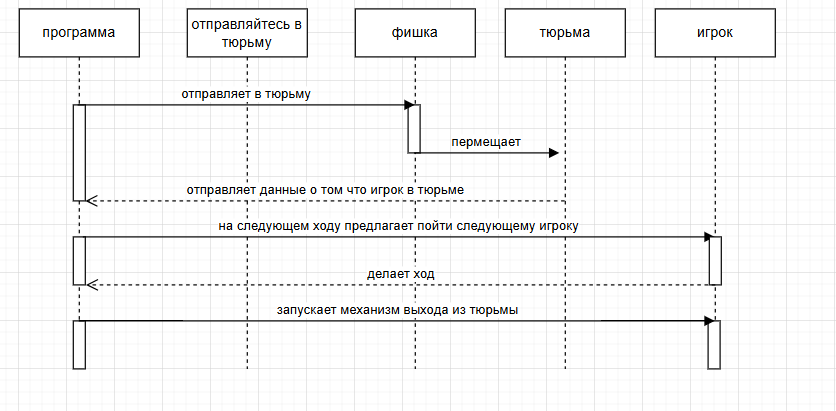 программа
отправляйтесь в
тюрьму
фишка
тюрьма
игрок
отправляет в тюрьму
пермещает
отправляет данные о том что игрок в тюрьме
на следующем ходу предлагает пойти следующему игроку
делает ход
запускает механизм выхода из тюрьмы